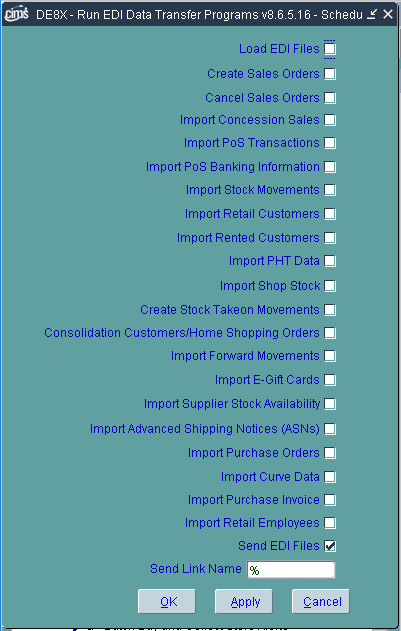 cims DE8X - Run EDI Data Transfer Programs v8.6.5.16 - Schedu
Load EDI Files
Create Sales Orders
Cancel Sales Orders
Import Concession Sales
Import PoS Transactions
Import PoS Banking Information
Import Stock Movements
Import Retail Customers
Import Rented Customers
Import PHT Data
Import Shop Stock
Create Stock Takeon Movements
Consolidation Customers/Home Shopping Orders
Import Forward Movements
Import E-Gift Cards
Import Supplier Stock Availability
Import Advanced Shipping Notices (ASNs)
Import Purchase Orders
Import Curve Data
Import Purchase Invoice
Import Retail Employees
Send EDI Files
Send Link Name %
OK Apply Cancel